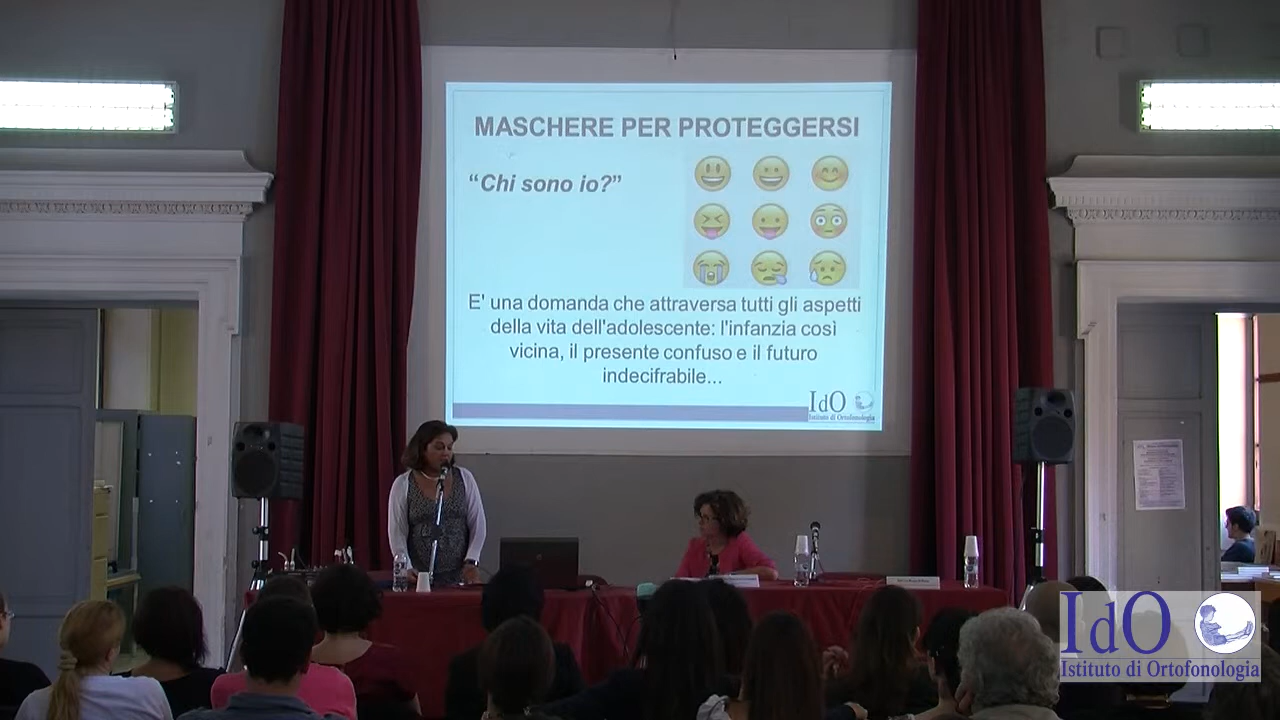 MASCHERE PER PROTEGGERSI
“Chi sono io?”
E' una domanda che attraversa tutti gli aspetti
della vita dell'adolescente: l'infanzia così
vicina, il presente confuso e il futuro
indecifrabile...
IdO
Istituto di Ortofonologia
IdO
Istituto di Ortofonologia